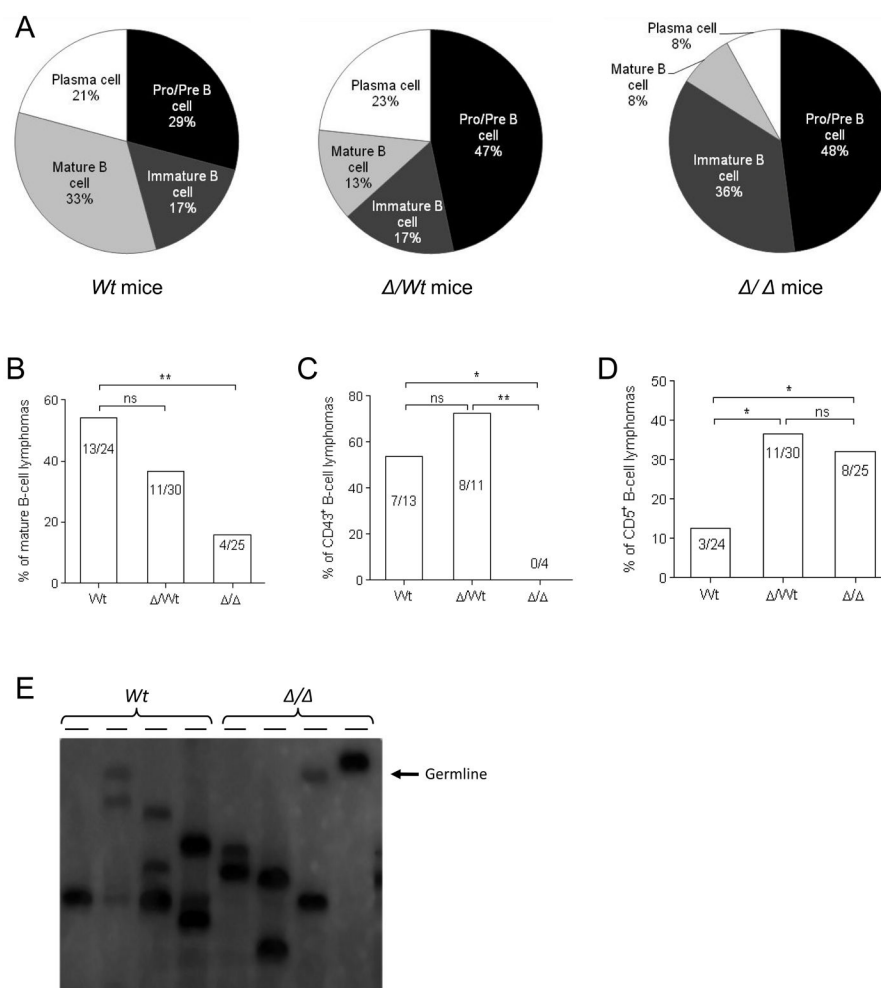 A
Plasma cell
21%
Pro/Pre B
cell
29%
Mature B
cell
33%
Immature B
cell
17%
Wt mice
Plasma cell
23%
Pro/Pre B
cell
47%
Mature B
cell
13%
Immature B
cell
17%
Δ/Wt mice
Plasma cell
8%
Mature B
cell
8%
Pro/Pre B
cell
48%
Immature B
cell
36%
Δ/ Δ mice
B
% of mature B-cell lymphomas
60
40
20
0
**
ns
13/24
11/30
4/25
Wt
Δ/Wt
Δ/Δ
C
% of CD43+ B-cell lymphomas
80
60
40
20
0
*
ns
**
7/13
8/11
0/4
Wt
Δ/Wt
Δ/Δ
D
% of CD5+ B-cell lymphomas
50
40
30
20
10
0
*
*
ns
3/24
11/30
8/25
Wt
Δ/Wt
Δ/Δ
E
Wt
Δ/Δ
Germline